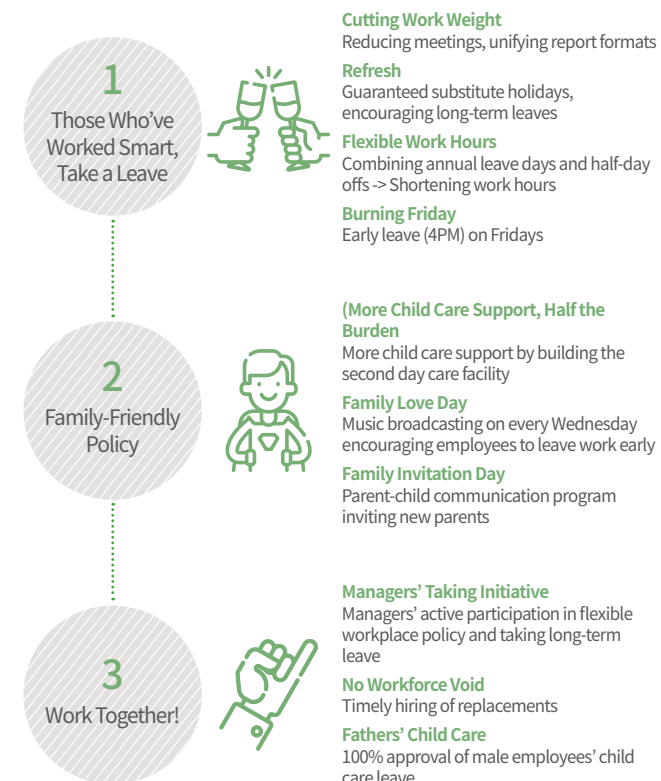 1
Those Who’ve
Worked Smart,
Take a Leave
Cutting Work Weight
Reducing meetings, unifying report formats
Refresh
Guaranteed substitute holidays,
encouraging long-term leaves
Flexible Work Hours
Combining annual leave days and half-day
offs -> Shortening work hours
Burning Friday
Early leave (4PM) on Fridays
2
Family-Friendly
Policy
(More Child Care Support, Half the
Burden
More child care support by building the
second day care facility
Family Love Day
Music broadcasting on every Wednesday
encouraging employees to leave work early
Family Invitation Day
Parent-child communication program
inviting new parents
3
Work Together!
Managers’ Taking Initiative
Managers’ active participation in flexible
workplace policy and taking long-term
leave
No Workforce Void
Timely hiring of replacements
Fathers’ Child Care
100% approval of male employees’ child
care leave